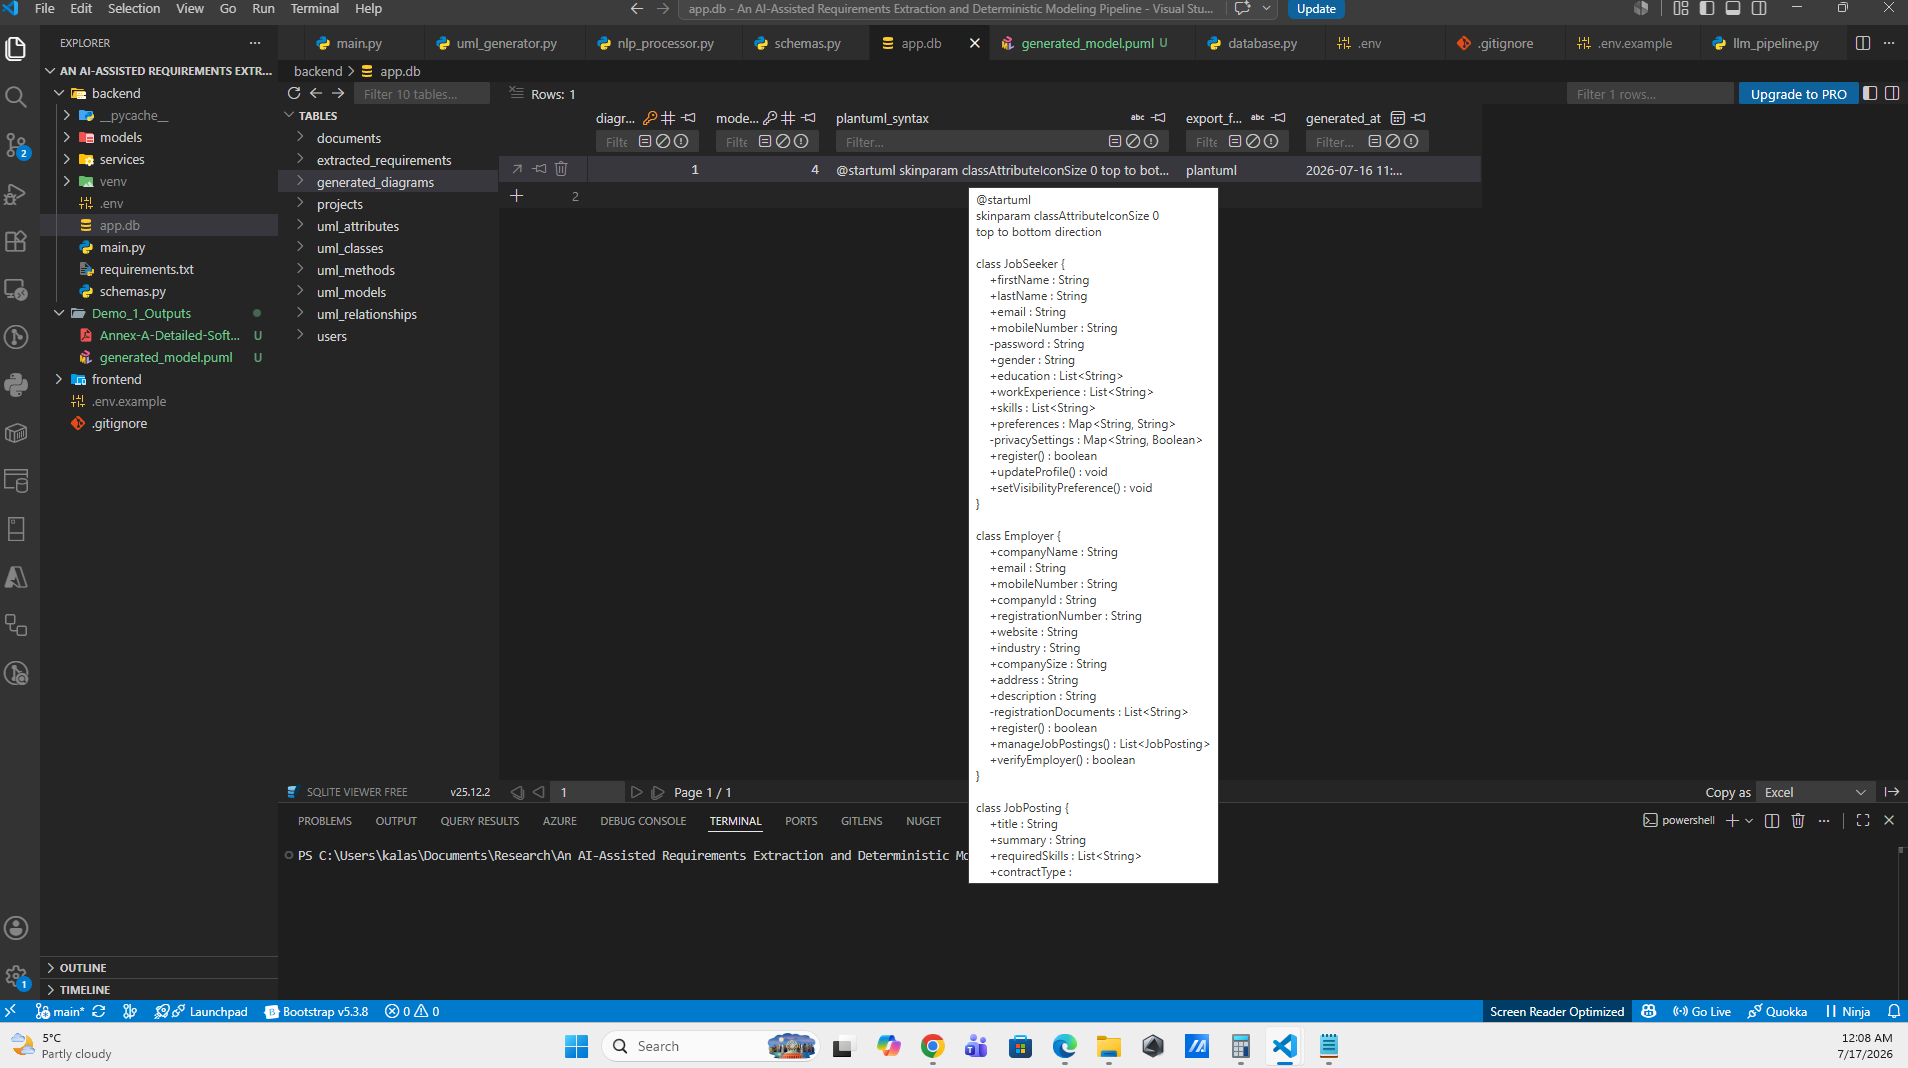 File Edit Selection View Go Run Terminal Help
app.db - An AI-Assisted Requirements Extraction and Deterministic Modeling Pipeline - Visual Stu...
Update
EXPLORER
main.py
uml_generator.py
nlp_processor.py
schemas.py
app.db
generated_model.puml U
database.py
.env
.gitignore
.env.example
llm_pipeline.py
AN AI-ASSISTED REQUIREMENTS EXTR...
backend
__pycache__
models
services
venv
.env
app.db
main.py
requirements.txt
schemas.py
Demo_1_Outputs
Annex-A-Detailed-Soft... U
generated_model.puml U
frontend
.env.example
.gitignore
OUTLINE
TIMELINE
2
1
backend > app.db
Filter 10 tables...
Rows: 1
Filter 1 rows...
Upgrade to PRO
TABLES
documents
extracted_requirements
generated_diagrams
projects
uml_attributes
uml_classes
uml_methods
uml_models
uml_relationships
users
diagr... mode... plantuml_syntax abc export_f... abc generated_at
Filte Filte Filter... Filte Filter...
1 4 @startuml skinparam classAttributeIconSize 0 top to bot... plantuml 2026-07-16 11:...
2
@startuml
skinparam classAttributeIconSize 0
top to bottom direction
class JobSeeker {
+firstName : String
+lastName : String
+email : String
+mobileNumber : String
-password : String
+gender : String
+education : List<String>
+workExperience : List<String>
+skills : List<String>
+preferences : Map<String, String>
-privacySettings : Map<String, Boolean>
+register() : boolean
+updateProfile() : void
+setVisibilityPreference() : void
}
class Employer {
+companyName : String
+email : String
+mobileNumber : String
+companyId : String
+registrationNumber : String
+website : String
+industry : String
+companySize : String
+address : String
+description : String
-registrationDocuments : List<String>
+register() : boolean
+manageJobPostings() : List<JobPosting>
+verifyEmployer() : boolean
}
class JobPosting {
+title : String
+summary : String
+requiredSkills : List<String>
+contractType :
SQLITE VIEWER FREE v25.12.2 1 Page 1 / 1
Copy as Excel
PROBLEMS OUTPUT QUERY RESULTS AZURE DEBUG CONSOLE TERMINAL PORTS GITLENS NUGET
powershell
PS C:\Users\kalas\Documents\Research\An AI-Assisted Requirements Extraction and Deterministic Mo
main* Launchpad Bootstrap v5.3.8 0 0
Screen Reader Optimized Go Live Quokka Ninja
5°C
Partly cloudy
Search
12:08 AM
7/17/2026